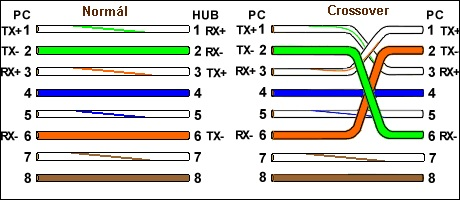 PC Normál HUB PC Crossover PC
TX+ 1 1 RX+ TX+ 1 1 TX+
TX- 2 2 RX- TX- 2 2 TX-
RX+ 3 3 TX+ RX+ 3 3 RX+
4 4 4 4
5 5 5 5
RX- 6 6 TX- RX- 6 6 RX-
7 7 7 7
8 8 8 8